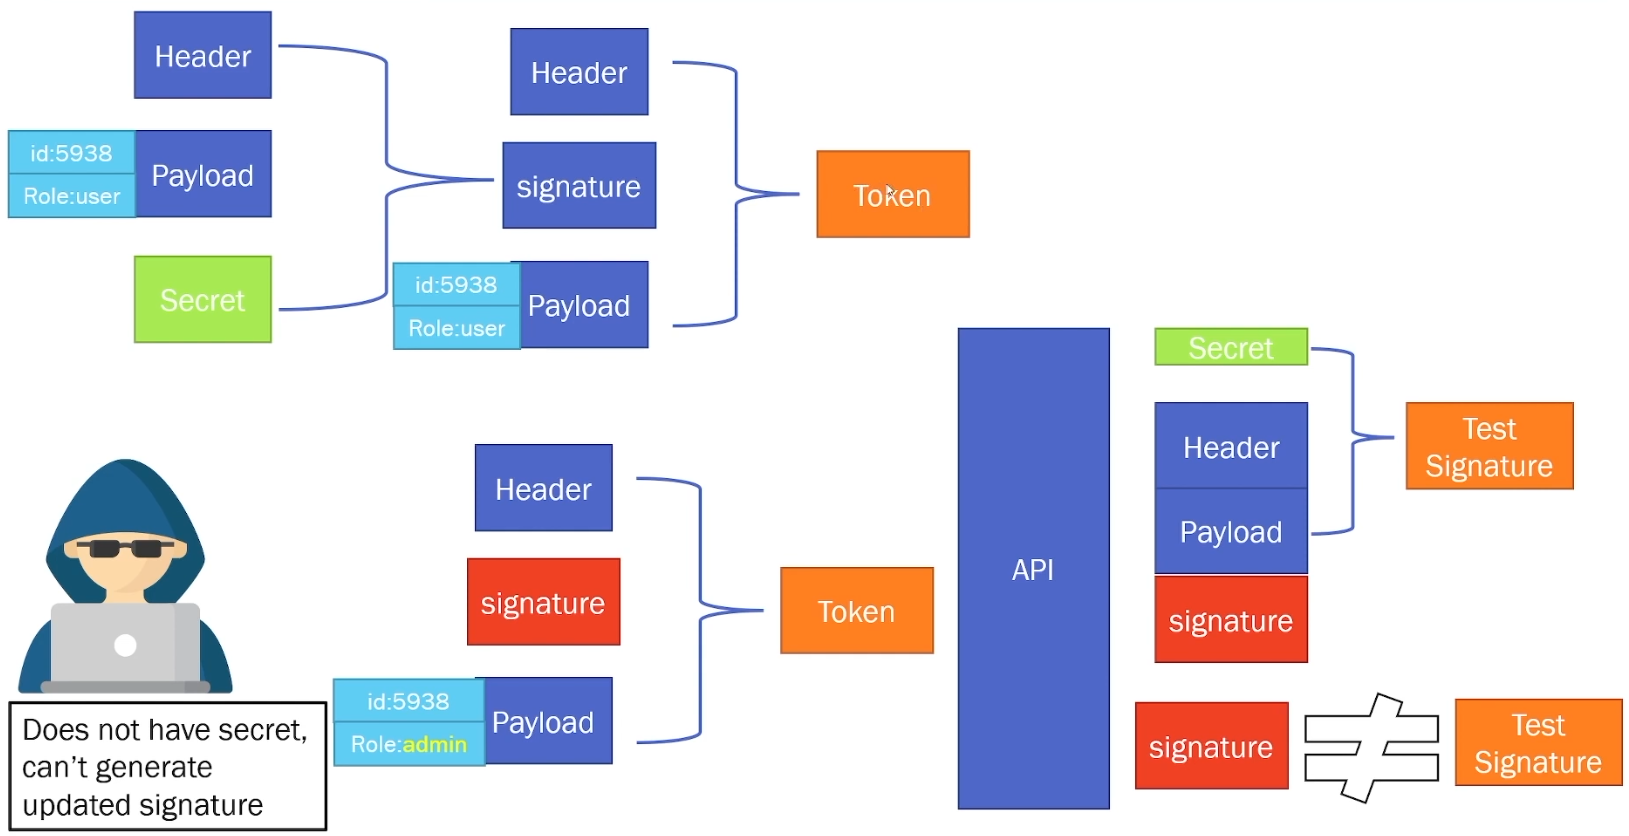 Header
id:5938
Role:user
Payload
Secret
Header
signature
id:5938
Role:user
Payload
Token
Header
signature
id:5938
Role:admin
Payload
Token
Does not have secret,
can't generate
updated signature
API
Secret
Header
Payload
signature
Test
Signature
signature
Test
Signature